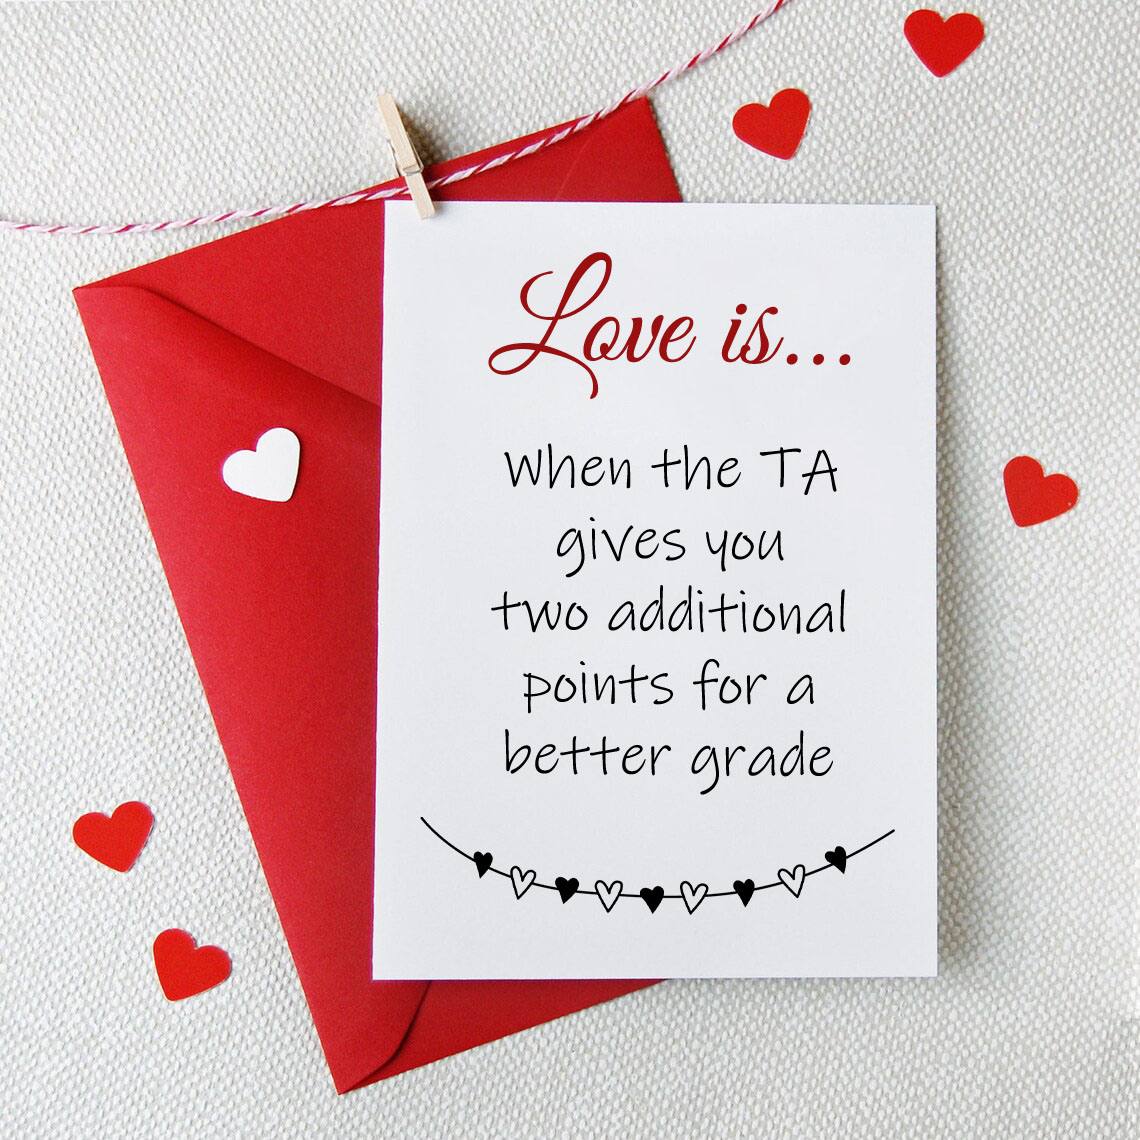 Love is...
When the TA
gives you
two additional
points for a
better grade